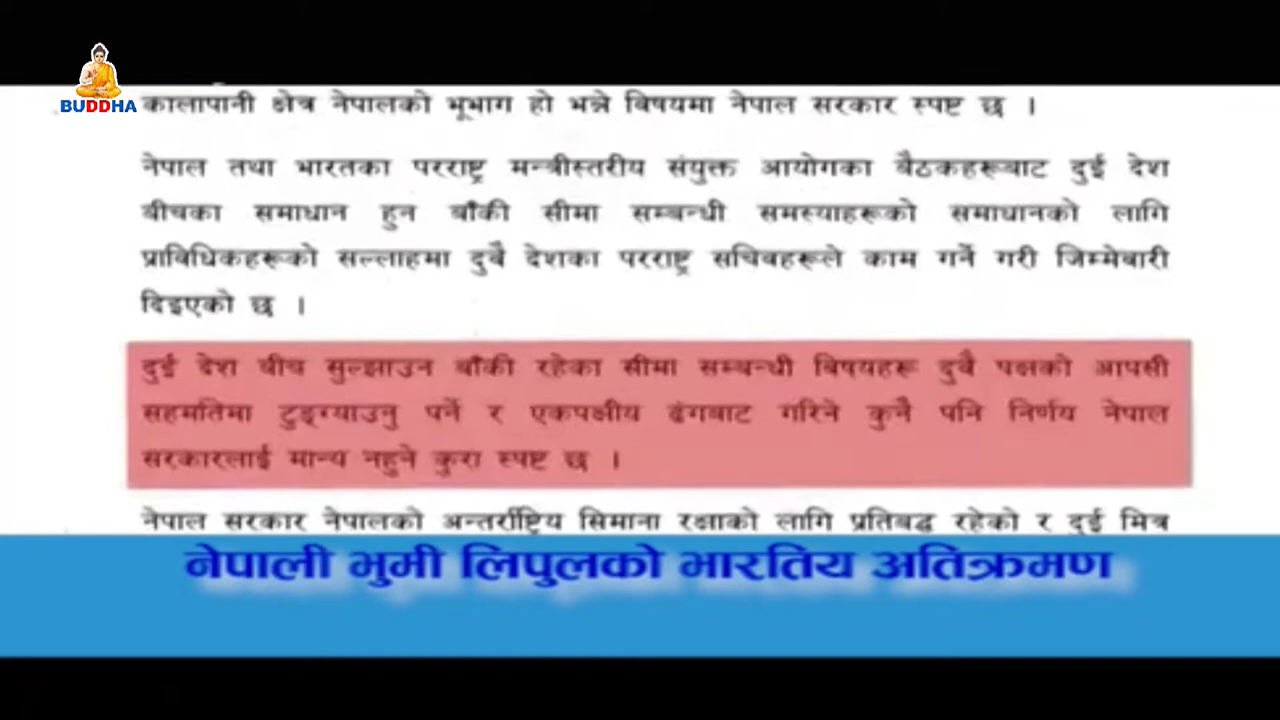 BUDDHA
कालापानी क्षेत्र नेपालको भूभाग हो भन्ने बिषयमा नेपाल सरकार स्पष्ट छ ।
नेपाल तथा भारतका परराष्ट्र मन्त्रीस्तरीय संयुक्त आयोगका बैठकहरूबाट दुई देश
बीचका समाधान हुन बाँकी सीमा सम्बन्धी समस्याहरूको समाधानको लागि
प्राविधिकहरूको सल्लाहमा दुबै देशका परराष्ट्र सचिवहरूले काम गर्ने गरी जिम्मेबारी
दिइएको छ ।
दुई देश बीच सुल्झाउन बाँकी रहेका सीमा सम्बन्धी बिषयहरू दुबै पक्षको आपसी
सहमतिमा टुङ्ग्याउनु पर्ने र एकपक्षीय ढंगबाट गरिने कुनै पनि निर्णय नेपाल
सरकारलाई मान्य नहुने कुरा स्पष्ट छ ।
नेपाल सरकार नेपालको अन्तर्राष्ट्रिय सिमाना रक्षाको लागि प्रतिबद्ध रहेको र दुई मित्र
नेपाली भुमी लिपुलको भारतिय अतिक्रमण